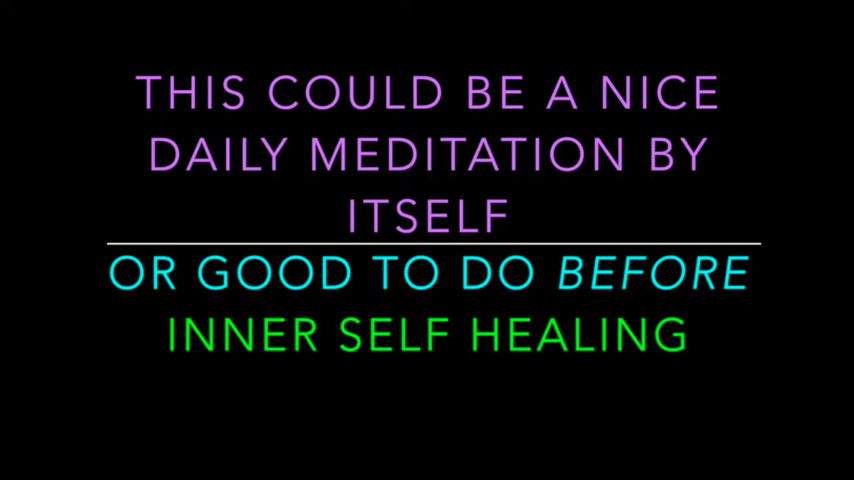 THIS COULD BE A NICE
DAILY MEDITATION BY
ITSELF
OR GOOD TO DO BEFORE
INNER SELF HEALING